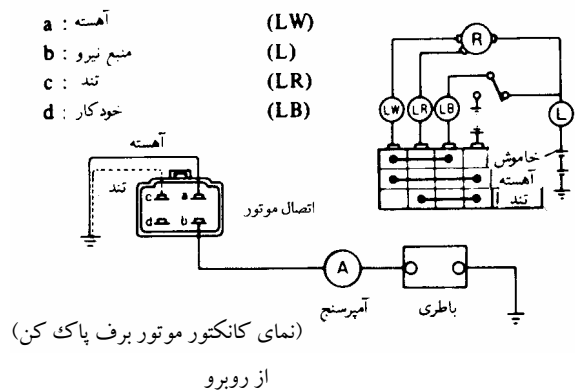 a : آهسته (LW)
b : منبع نیرو (L)
c : تند (LR)
d : خودکار (LB)
R
LW LR LB L
خاموش
آهسته
تند
آهسته
تند
c a
d b
اتصال موتور
A
آمپرسنج
باطری
(نمای کانکتور موتور برف پاک کن)
از روبرو